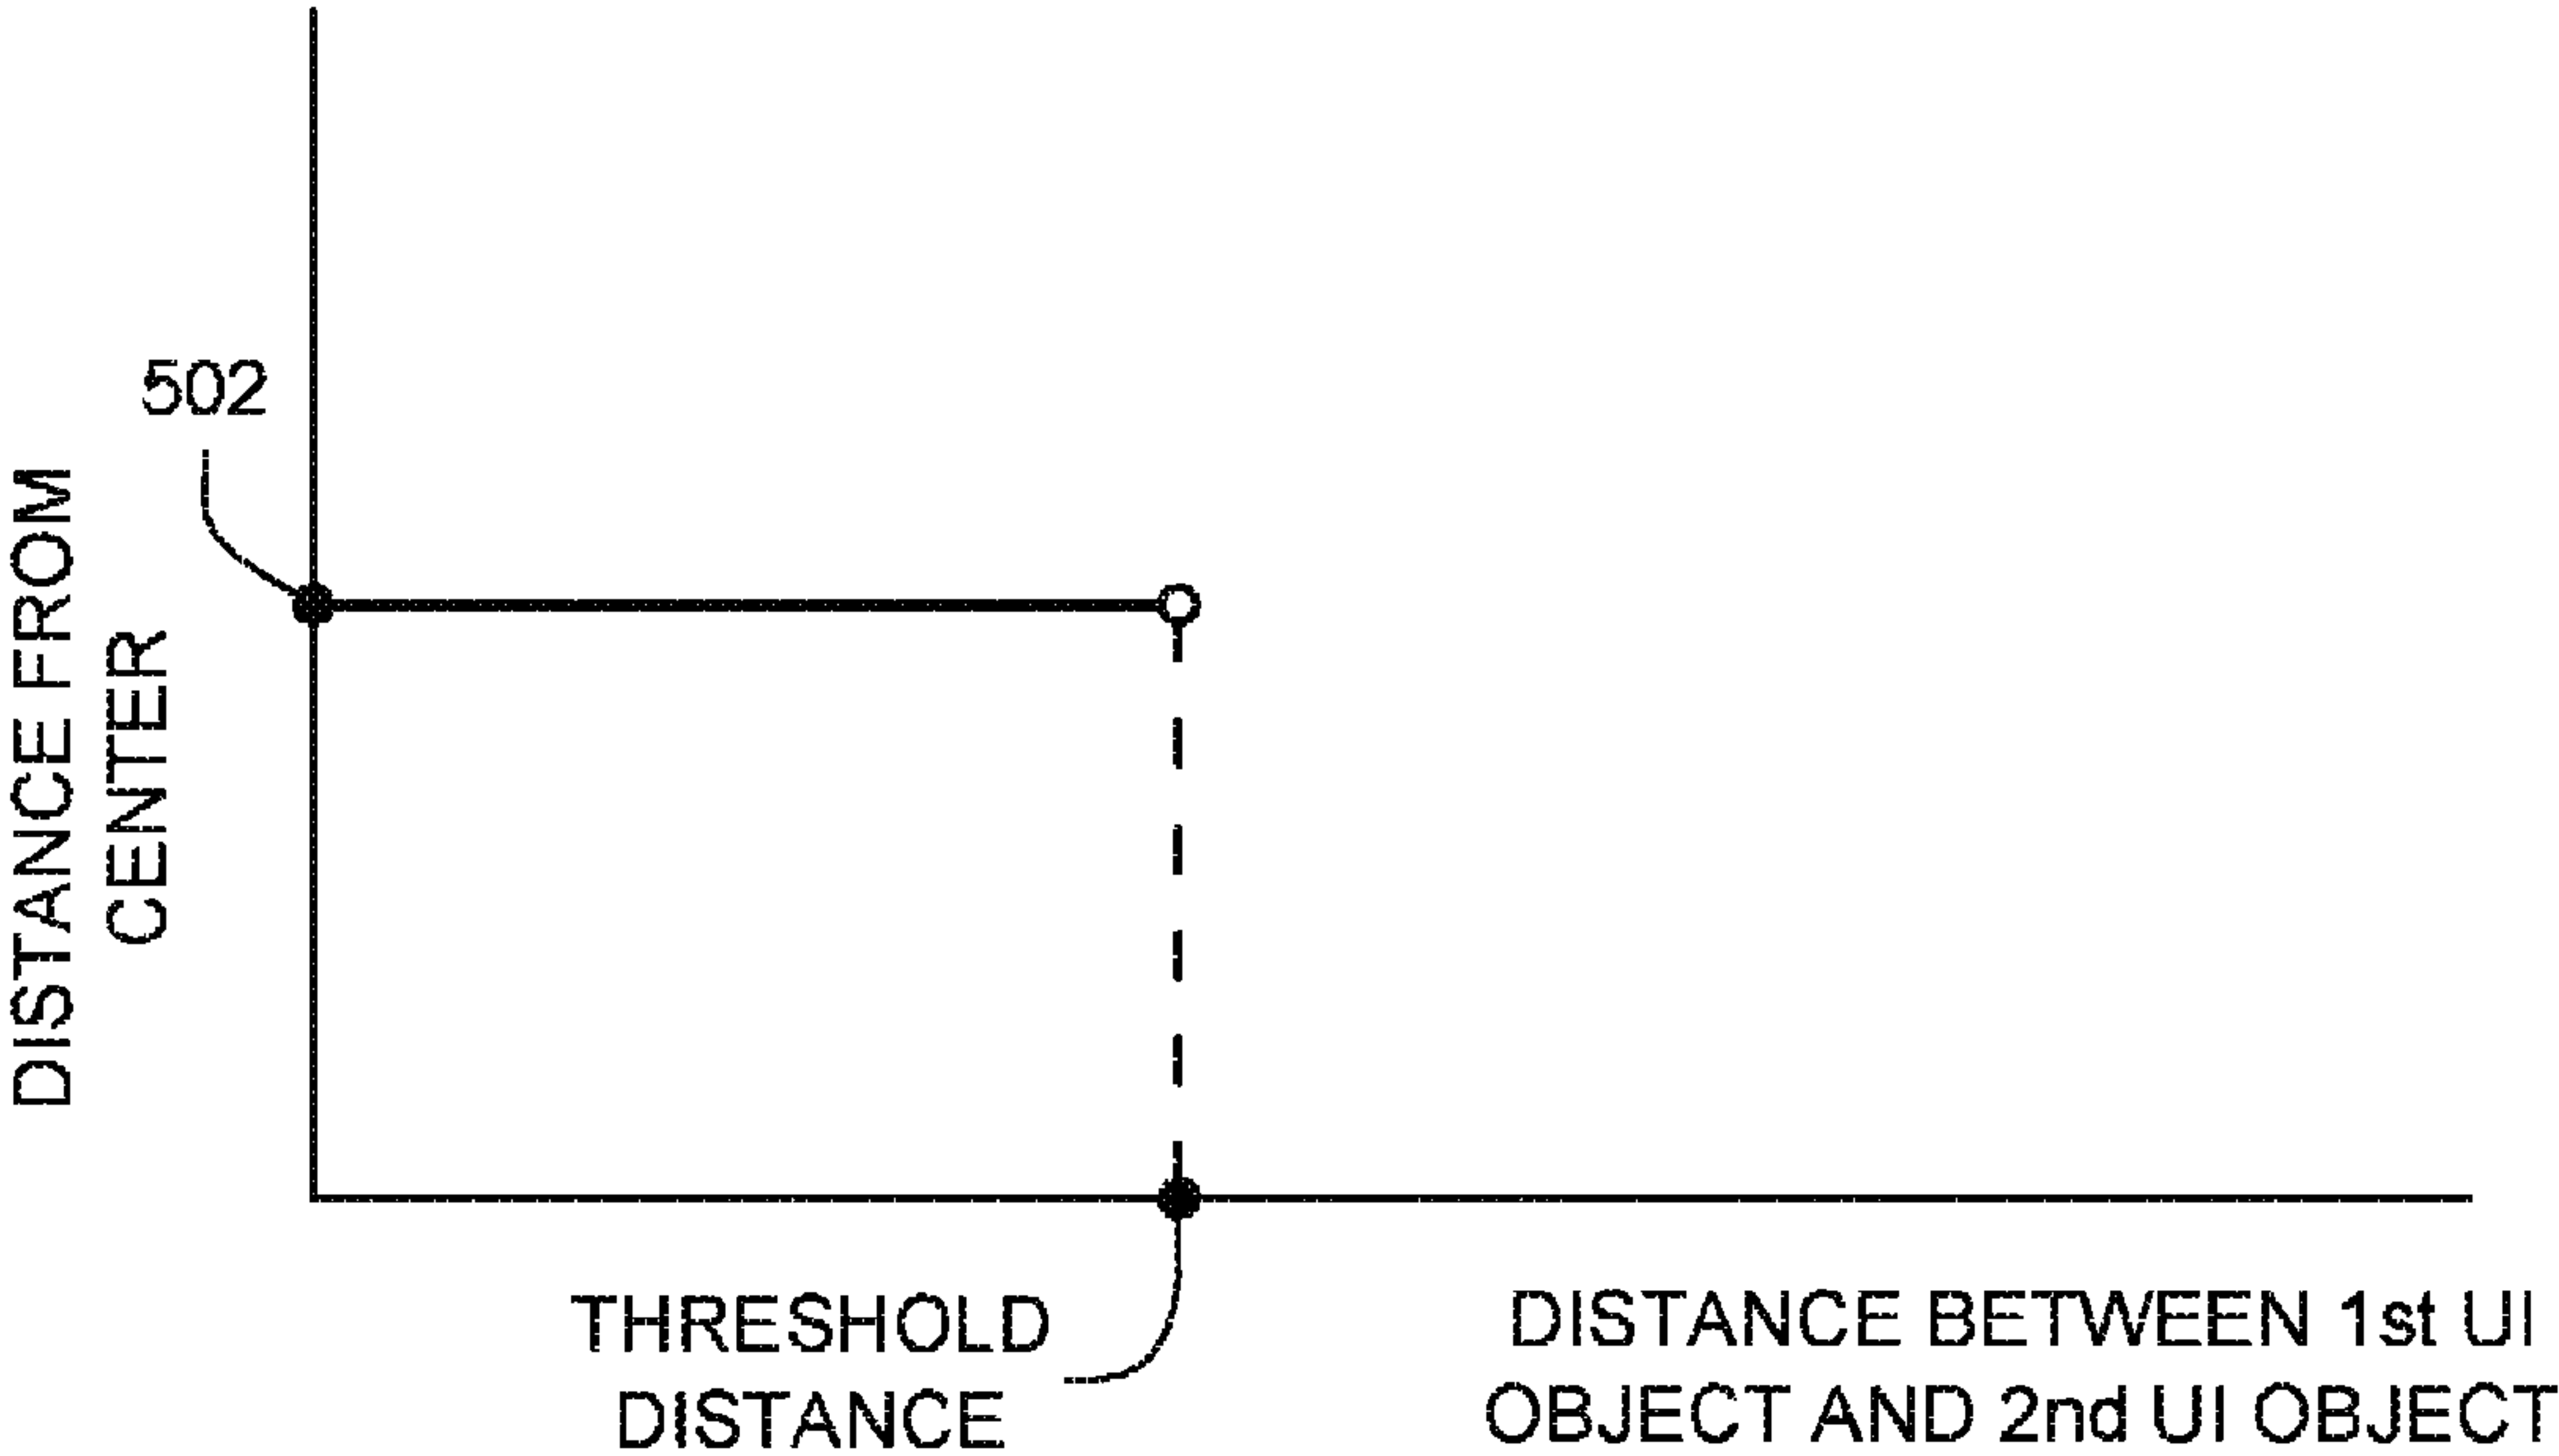 502
DISTANCE FROM
CENTER
THRESHOLD
DISTANCE
DISTANCE BETWEEN 1st UI
OBJECT AND 2nd UI OBJECT